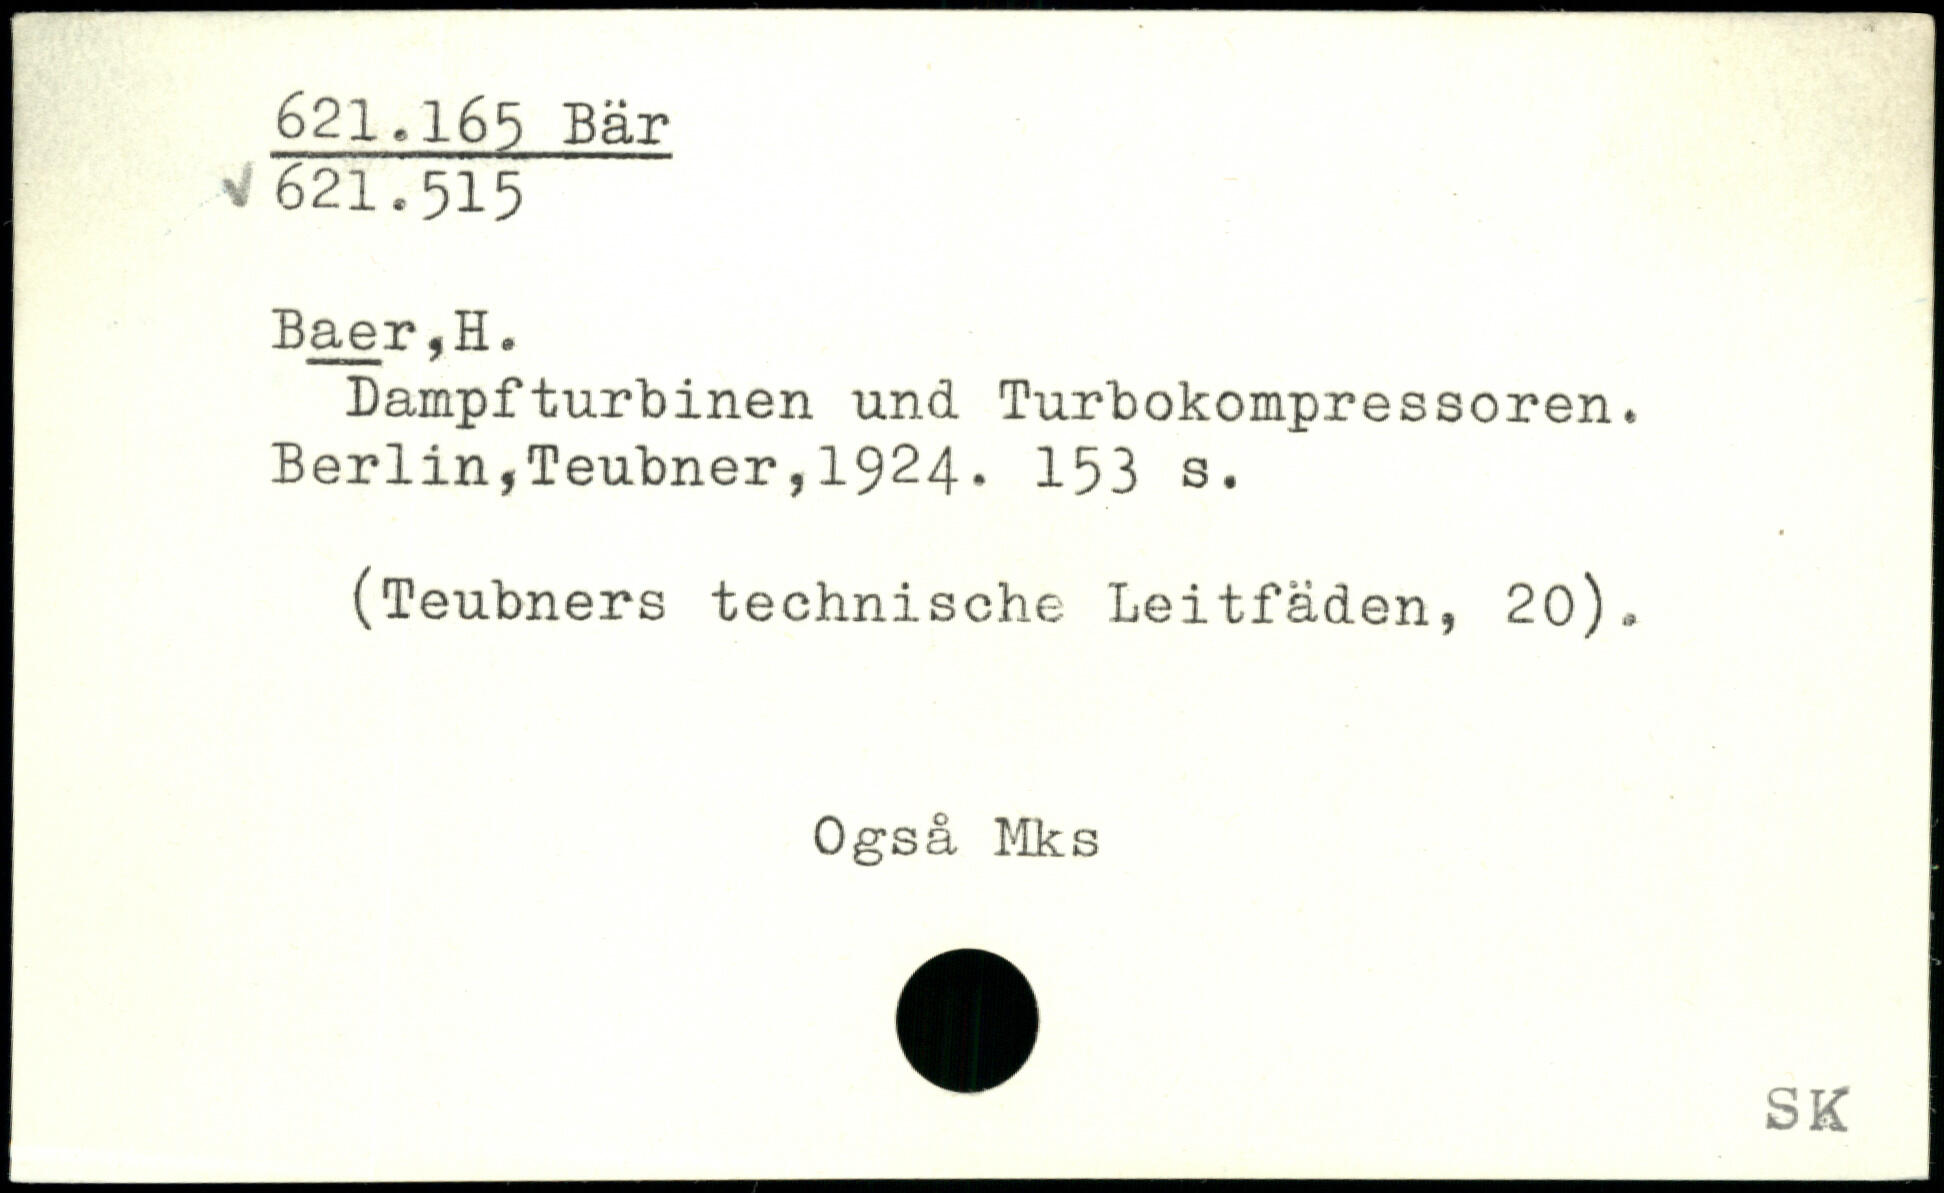 621.165 Bär
621.515
Baer,H.
Dampfturbinen und Turbokompressoren.
Berlin,Teubner,1924. 153 s.
(Teubners technische Leitfäden, 20).
Også Mks
SK